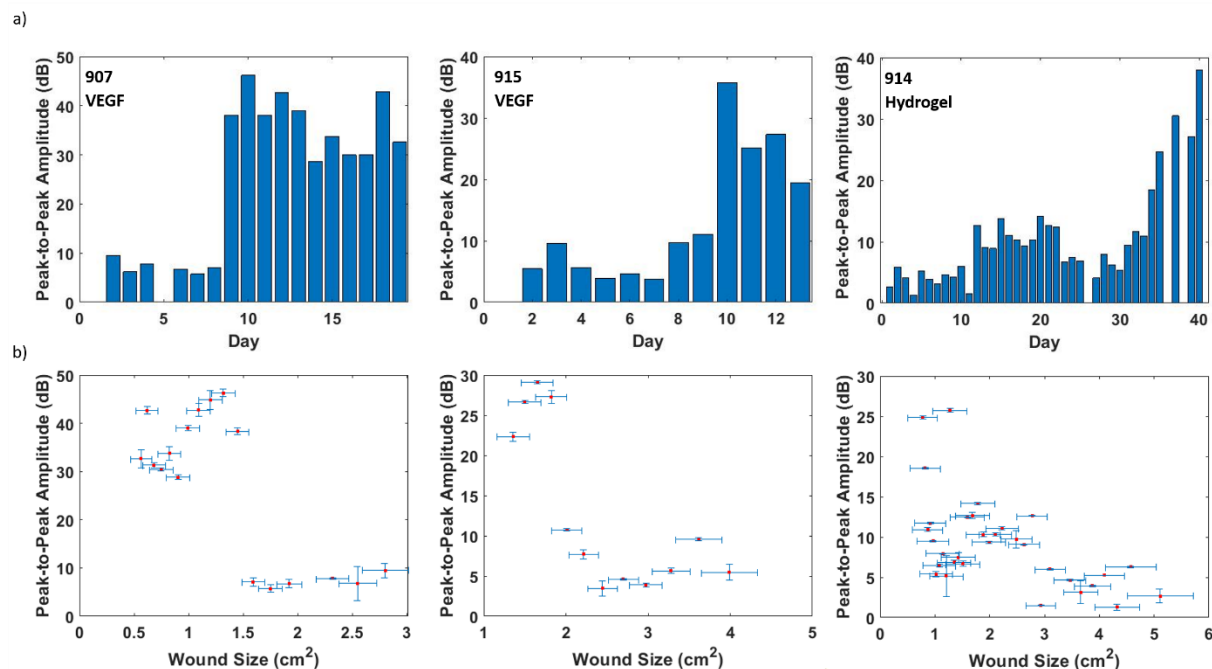 a)
907
VEGF
Peak-to-Peak Amplitude (dB)
50
40
30
20
10
0
0 5 10 15
Day
915
VEGF
Peak-to-Peak Amplitude (dB)
40
30
20
10
0
0 2 4 6 8 10 12
Day
914
Hydrogel
Peak-to-Peak Amplitude (dB)
40
30
20
10
0
0 10 20 30 40
Day
b)
Peak-to-Peak Amplitude (dB)
50
40
30
20
10
0
0 0.5 1 1.5 2 2.5 3
Wound Size (cm²)
Peak-to-Peak Amplitude (dB)
30
25
20
15
10
5
0
1 2 3 4 5
Wound Size (cm²)
Peak-to-Peak Amplitude (dB)
30
25
20
15
10
5
0
0 1 2 3 4 5 6
Wound Size (cm²)